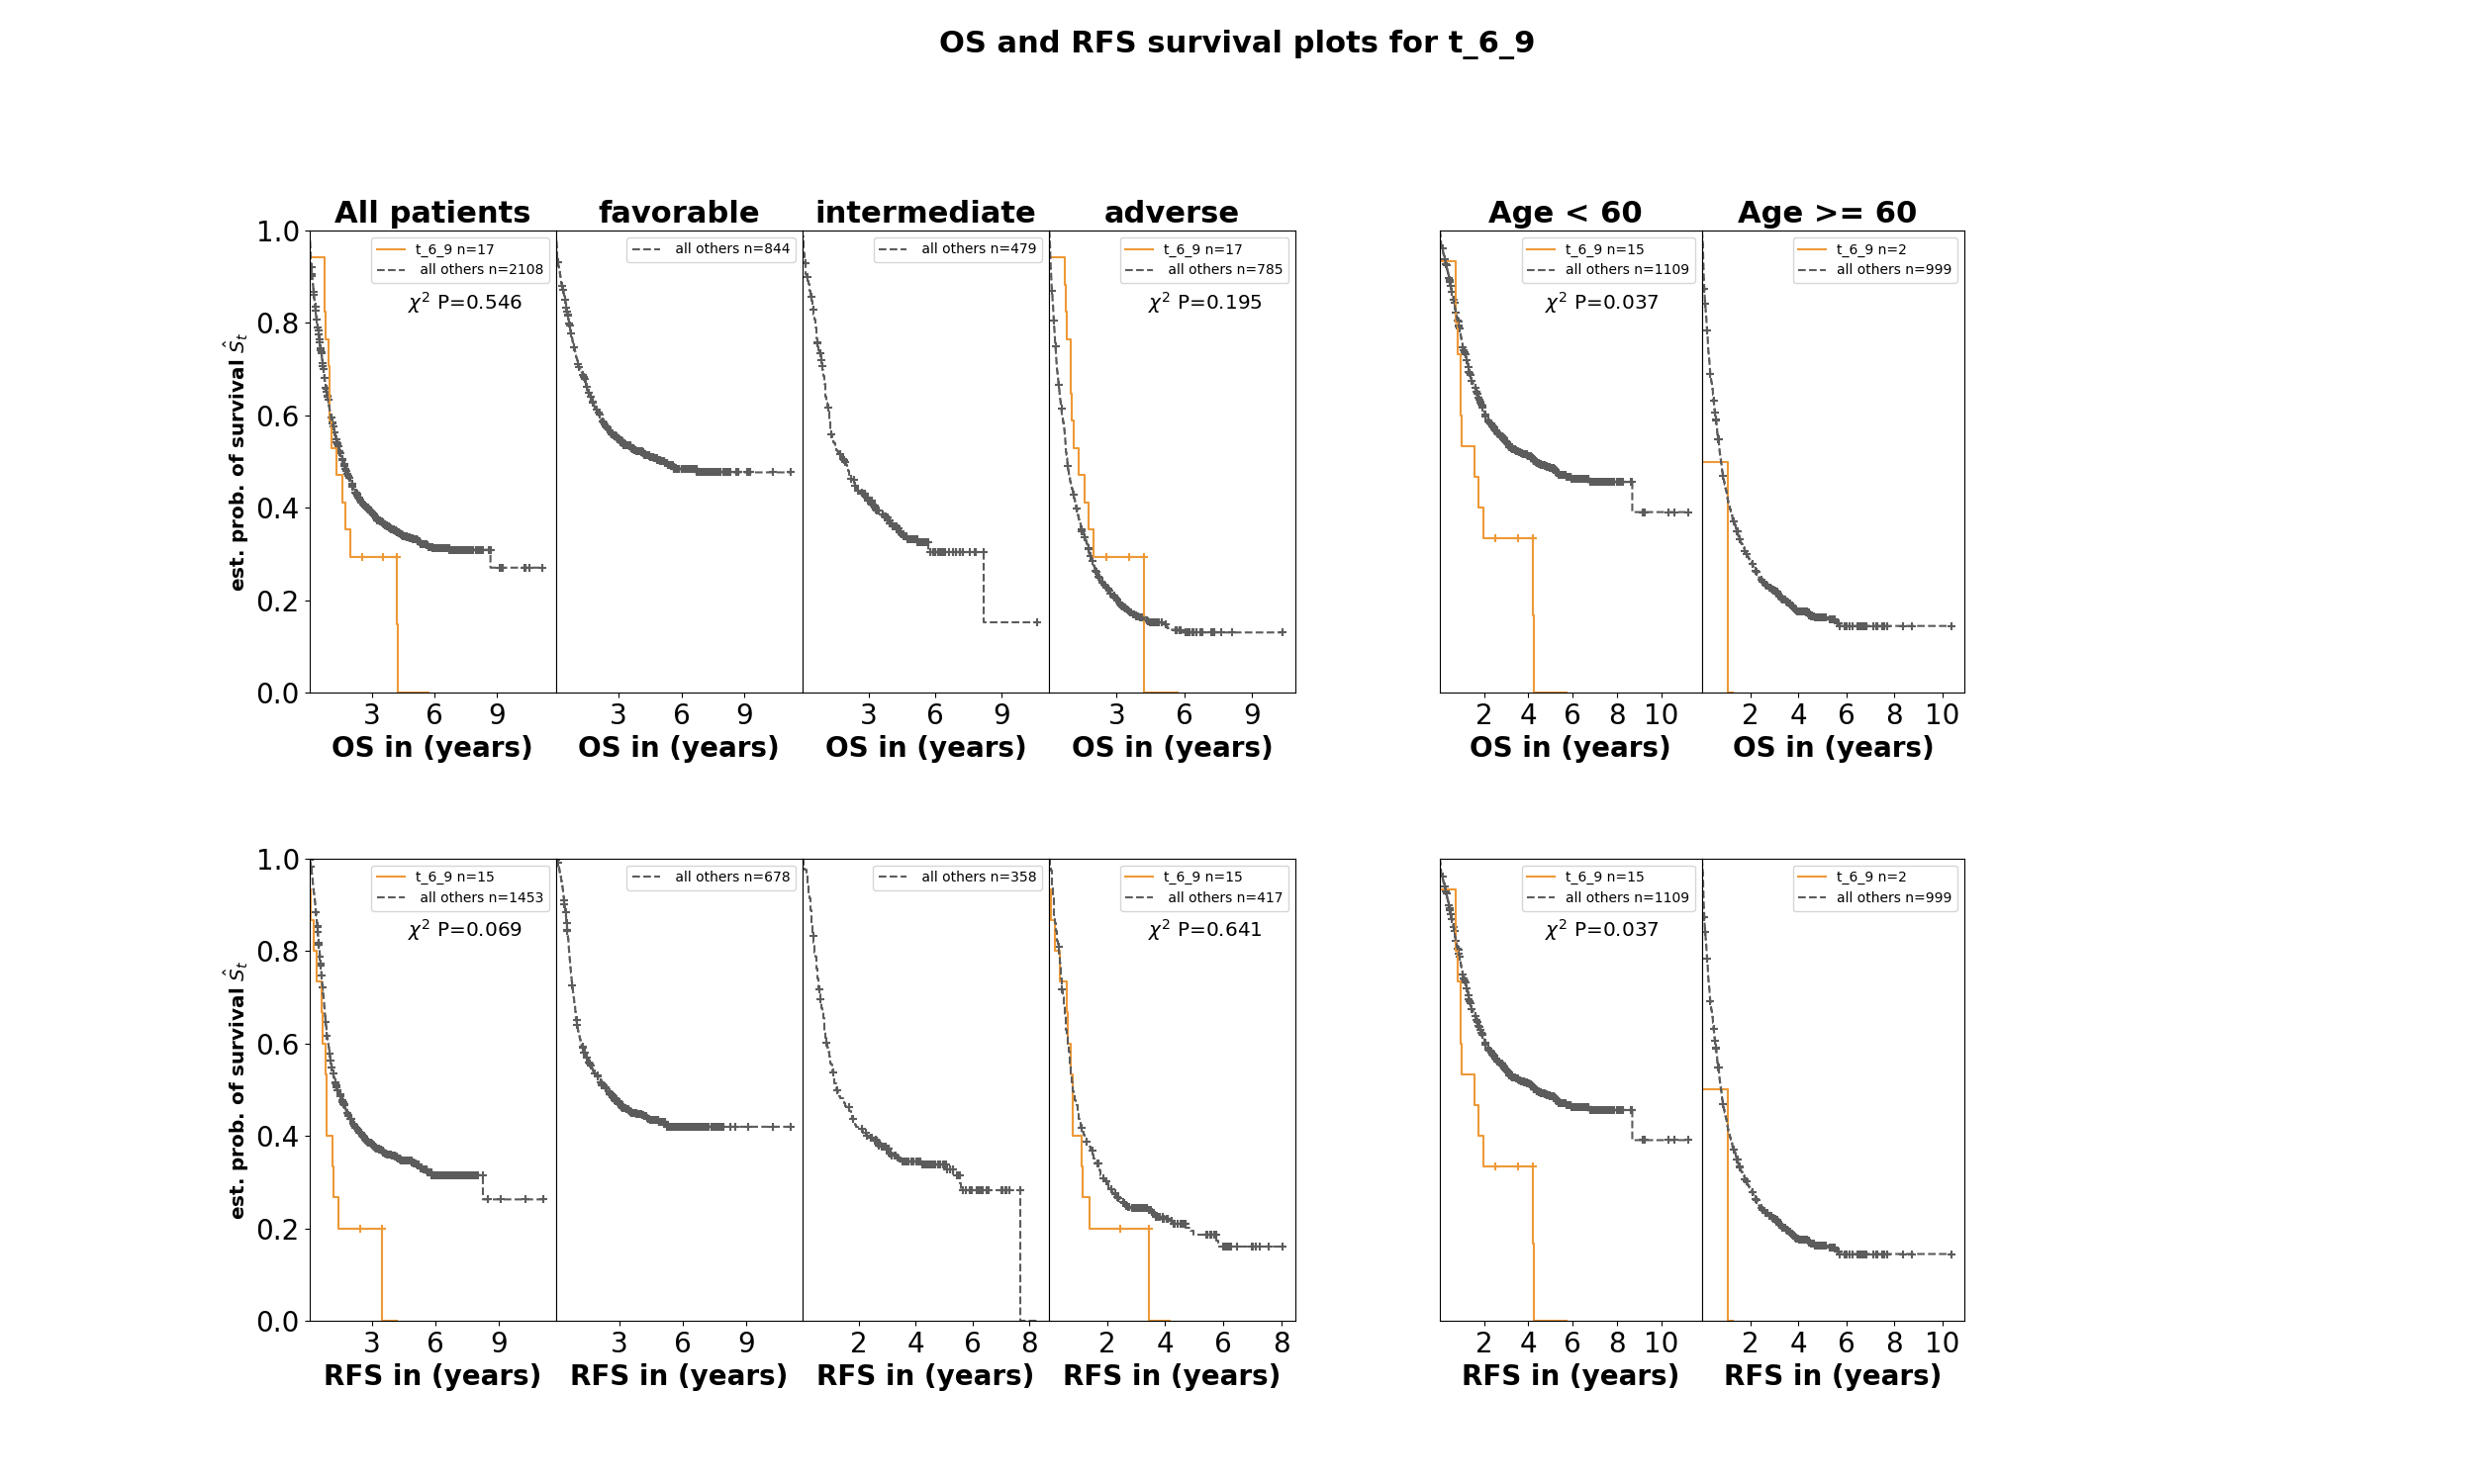 OS and RFS survival plots for t_6_9
All patients
favorable
intermediate
adverse
Age < 60
Age >= 60
est. prob. of survival Ŝₜ
1.0
0.8
0.6
0.4
0.2
0.0
t_6_9 n=17
all others n=2108
χ² P=0.546
all others n=844
all others n=479
t_6_9 n=17
all others n=785
χ² P=0.195
t_6_9 n=15
all others n=1109
χ² P=0.037
t_6_9 n=2
all others n=999
3 6 9
3 6 9
3 6 9
3 6 9
2 4 6 8 10
2 4 6 8 10
OS in (years)
OS in (years)
OS in (years)
OS in (years)
OS in (years)
OS in (years)
est. prob. of survival Ŝₜ
1.0
0.8
0.6
0.4
0.2
0.0
t_6_9 n=15
all others n=1453
χ² P=0.069
all others n=678
all others n=358
t_6_9 n=15
all others n=417
χ² P=0.641
t_6_9 n=15
all others n=1109
χ² P=0.037
t_6_9 n=2
all others n=999
3 6 9
3 6 9
2 4 6 8
2 4 6 8
2 4 6 8 10
2 4 6 8 10
RFS in (years)
RFS in (years)
RFS in (years)
RFS in (years)
RFS in (years)
RFS in (years)